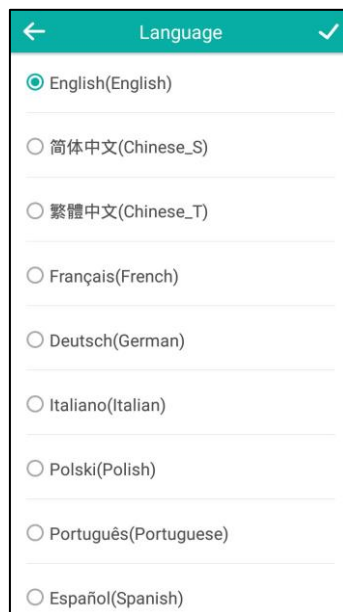 Language
English(English)
简体中文(Chinese_S)
繁體中文(Chinese_T)
Français(French)
Deutsch(German)
Italiano(Italian)
Polski(Polish)
Português(Portuguese)
Español(Spanish)